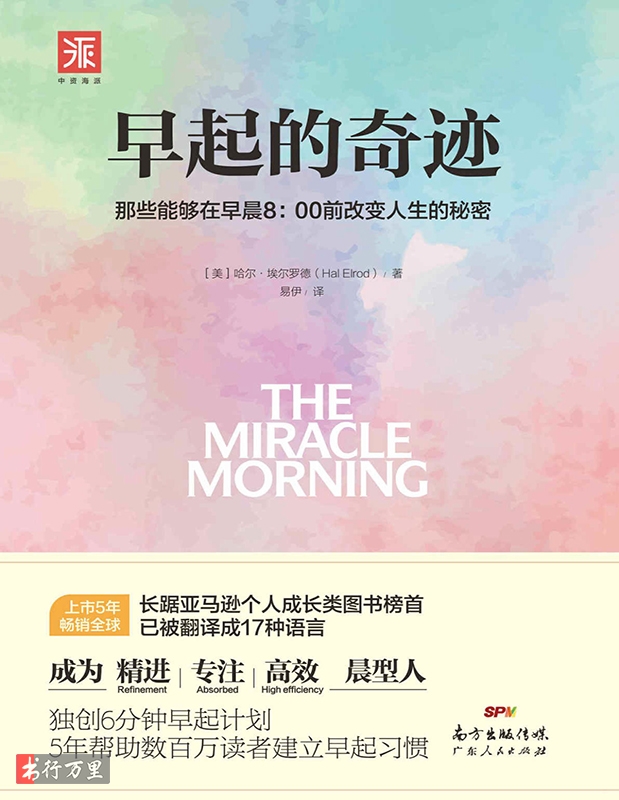 派
中资海派
早起的奇迹
那些能够在早晨8：00前改变人生的秘密
［美］哈尔·埃尔罗德（Hal Elrod）/ 著
易伊 / 译
THE
MIRACLE
MORNING
上市5年
畅销全球
长踞亚马逊个人成长类图书榜首
已被翻译成17种语言
成为 精进 | 专注 | 高效 晨型人
Refinement Absorbed High efficiency
独创6分钟早起计划
5年帮助数百万读者建立早起习惯
SPM
南方出版传媒
广东人民出版社
书行万里